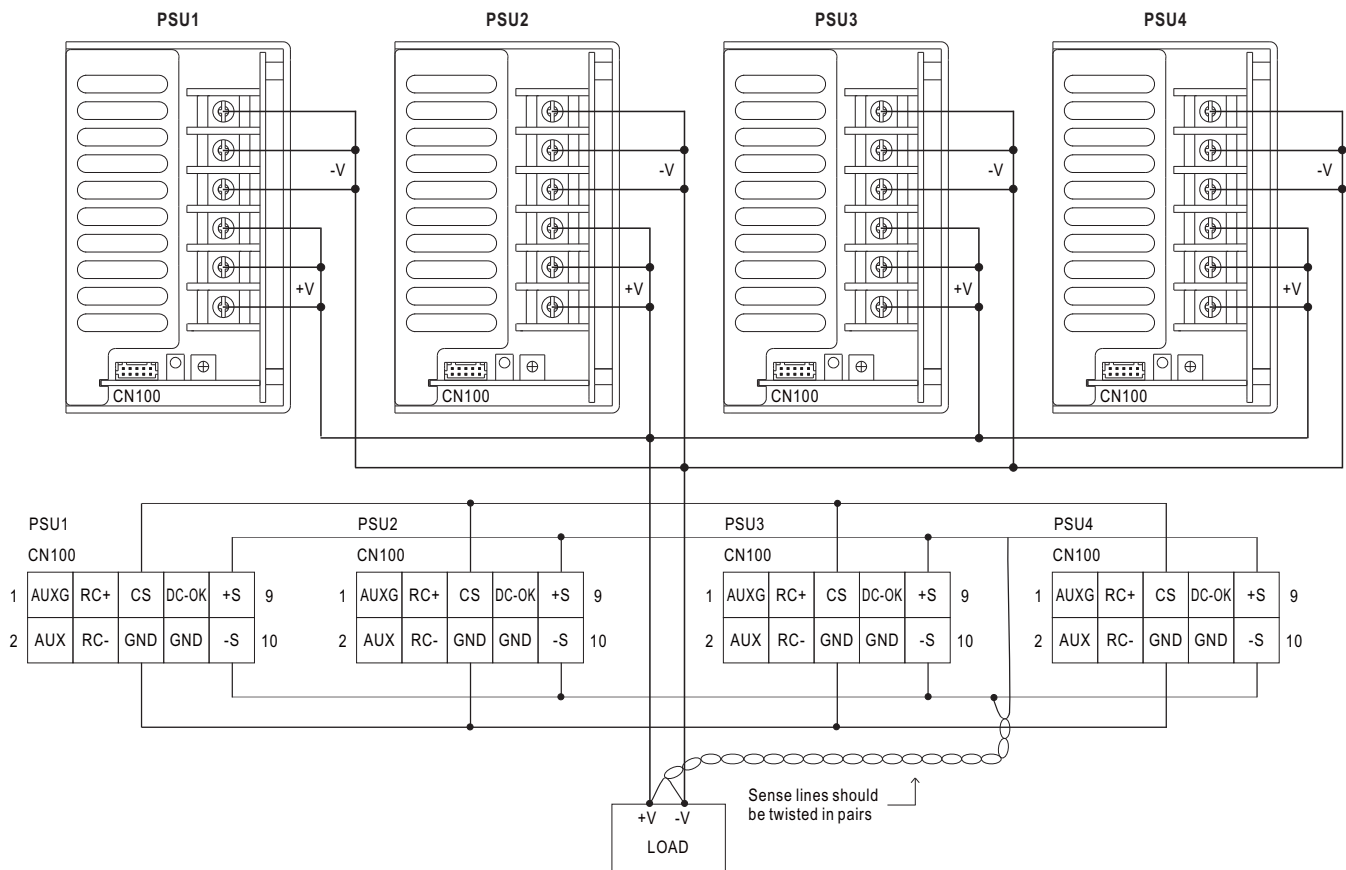 PSU1 PSU2 PSU3 PSU4
-V -V -V -V
+V +V +V +V
CN100 CN100 CN100 CN100
PSU1 PSU2 PSU3 PSU4
CN100 CN100 CN100 CN100
1 AUXG RC+ CS DC-OK +S 9 1 AUXG RC+ CS DC-OK +S 9 1 AUXG RC+ CS DC-OK +S 9 1 AUXG RC+ CS DC-OK +S 9
2 AUX RC- GND GND -S 10 2 AUX RC- GND GND -S 10 2 AUX RC- GND GND -S 10 2 AUX RC- GND GND -S 10
Sense lines should
be twisted in pairs
+V -V
LOAD